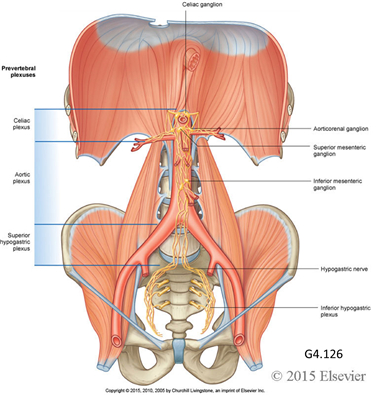 Celiac ganglion
Prevertebral
plexuses
Celiac
plexus
Aorticorenal ganglion
Superior mesenteric
ganglion
Aortic
plexus
Inferior mesenteric
ganglion
Superior
hypogastric
plexus
Hypogastric nerve
Inferior hypogastric
plexus
G4.126
© 2015 Elsevier
Copyright © 2015, 2010, 2005 by Churchill Livingstone, an imprint of Elsevier Inc.